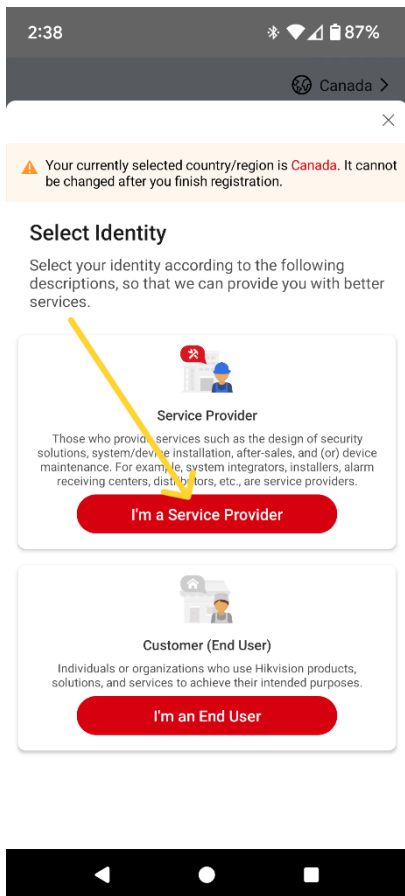 2:38
87%
Canada
Your currently selected country/region is Canada. It cannot
be changed after you finish registration.
Select Identity
Select your identity according to the following
descriptions, so that we can provide you with better
services.
Service Provider
Those who provide services such as the design of security
solutions, system/device installation, after-sales, and (or) device
maintenance. For example, system integrators, installers, alarm
receiving centers, distributors, etc., are service providers.
I'm a Service Provider
Customer (End User)
Individuals or organizations who use Hikvision products,
solutions, and services to achieve their intended purposes.
I'm an End User